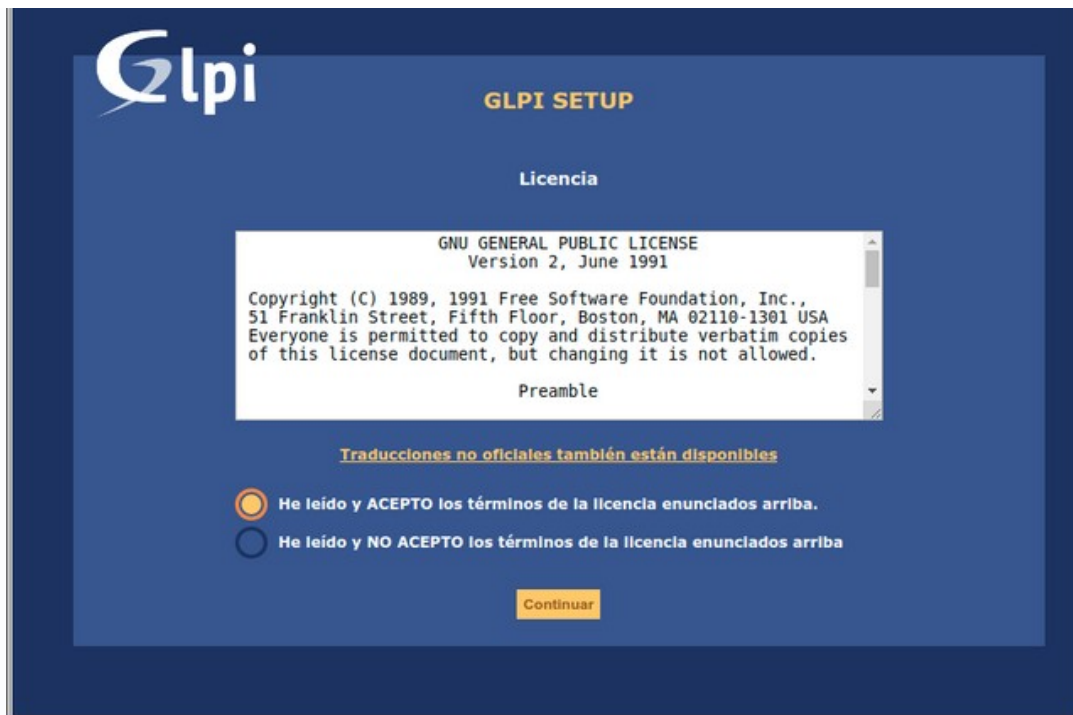 Glpi
GLPI SETUP
Licencia
GNU GENERAL PUBLIC LICENSE
Version 2, June 1991
Copyright (C) 1989, 1991 Free Software Foundation, Inc.,
51 Franklin Street, Fifth Floor, Boston, MA 02110-1301 USA
Everyone is permitted to copy and distribute verbatim copies
of this license document, but changing it is not allowed.
Preamble
Traducciones no oficiales también están disponibles
He leído y ACEPTO los términos de la licencia enunciados arriba.
He leído y NO ACEPTO los términos de la licencia enunciados arriba
Continuar